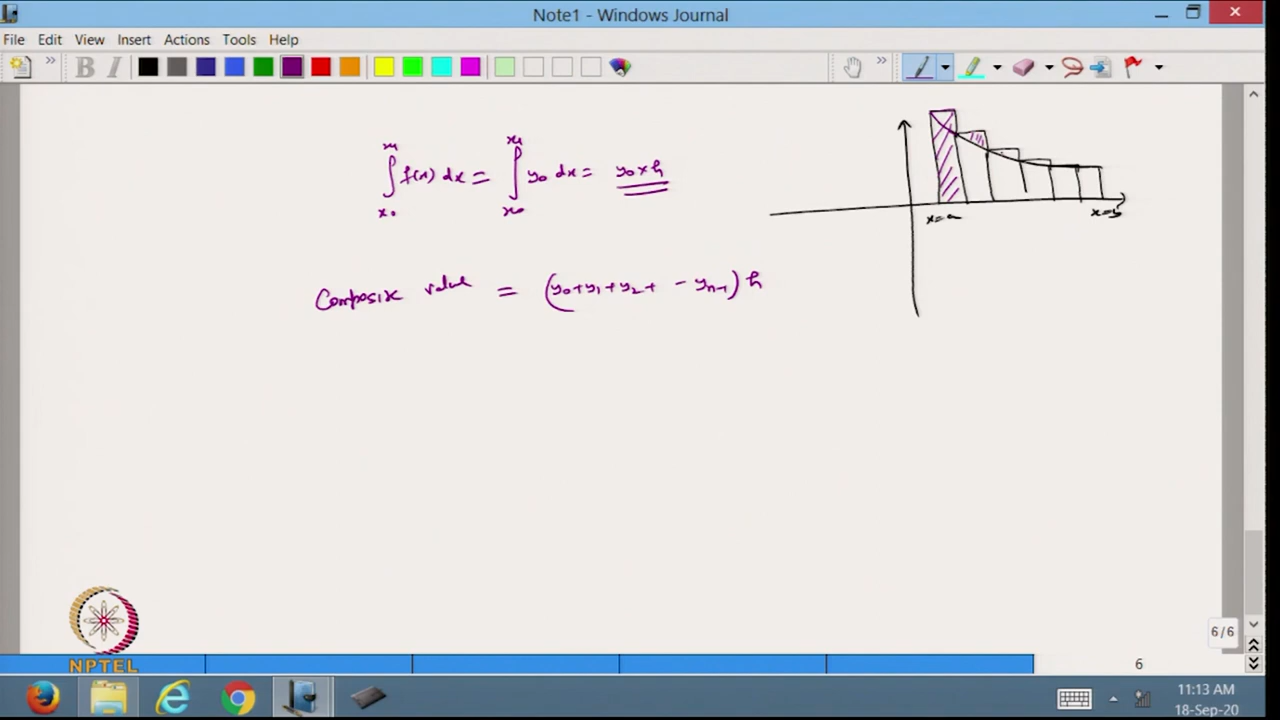 Note1 - Windows Journal
File Edit View Insert Actions Tools Help
∫_{x₀}^{x₁} f(x) dx = ∫_{x₀}^{x₁} y₀ dx = y₀ × h
x=a
x=b
Composite value = (y₀+y₁+y₂+ - yₙ₋₁) h
6/6
NPTEL
6
11:13 AM
18-Sep-20